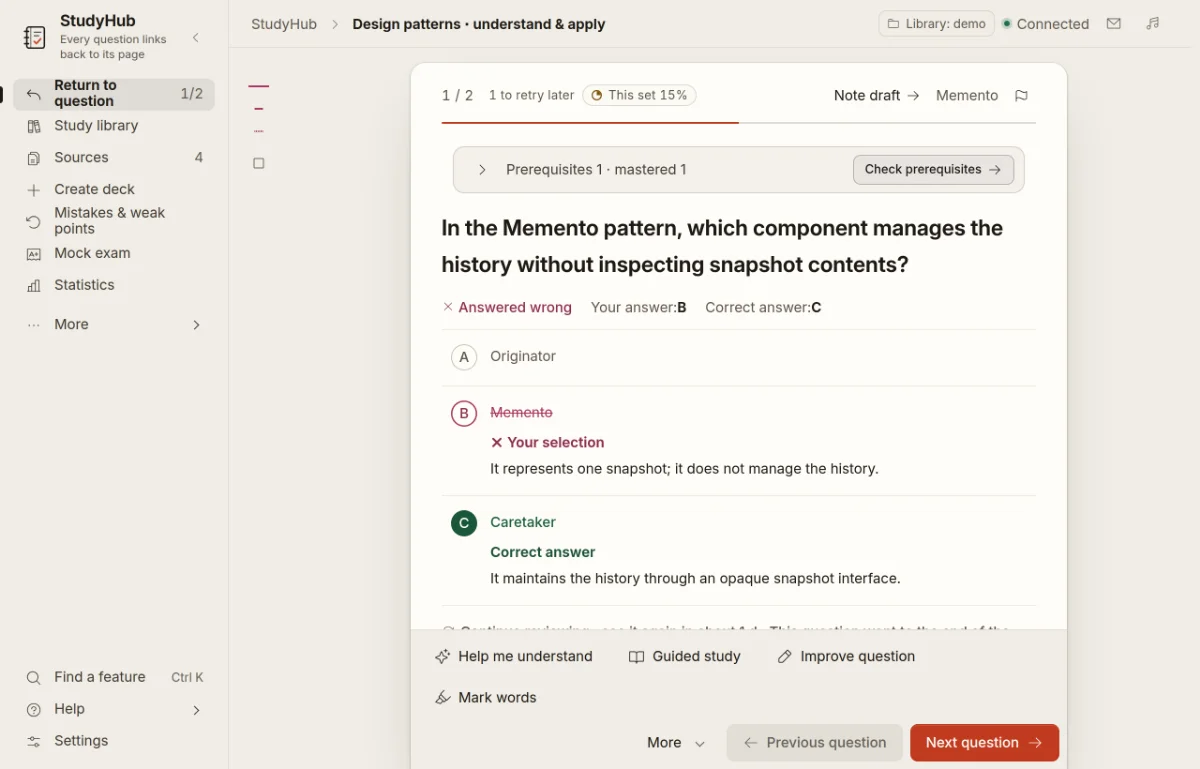 StudyHub
Every question links
back to its page
Return to
question
1/2
Study library
Sources
4
Create deck
Mistakes & weak
points
Mock exam
Statistics
More
Find a feature
Ctrl K
Help
Settings
StudyHub
Design patterns · understand & apply
Library: demo
Connected
1 / 2
1 to retry later
This set 15%
Note draft →
Memento
Prerequisites 1 · mastered 1
Check prerequisites →
In the Memento pattern, which component manages the
history without inspecting snapshot contents?
× Answered wrong
Your answer:B
Correct answer:C
A
Originator
B
Memento
✕ Your selection
It represents one snapshot; it does not manage the history.
C
Caretaker
Correct answer
It maintains the history through an opaque snapshot interface.
Help me understand
Guided study
Improve question
Mark words
More
← Previous question
Next question →